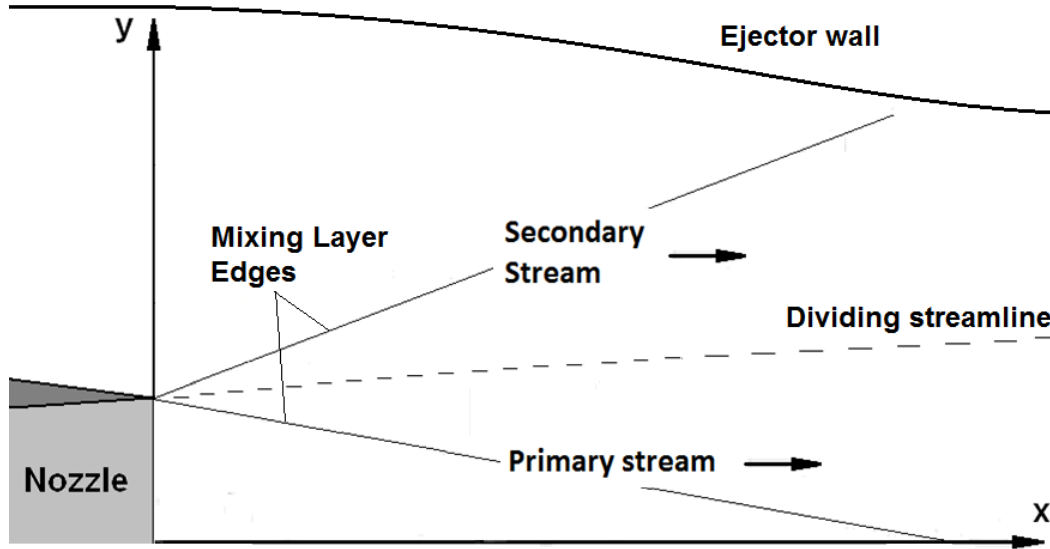 y
Ejector wall
Mixing Layer
Edges
Secondary
Stream
Dividing streamline
Nozzle
Primary stream
x